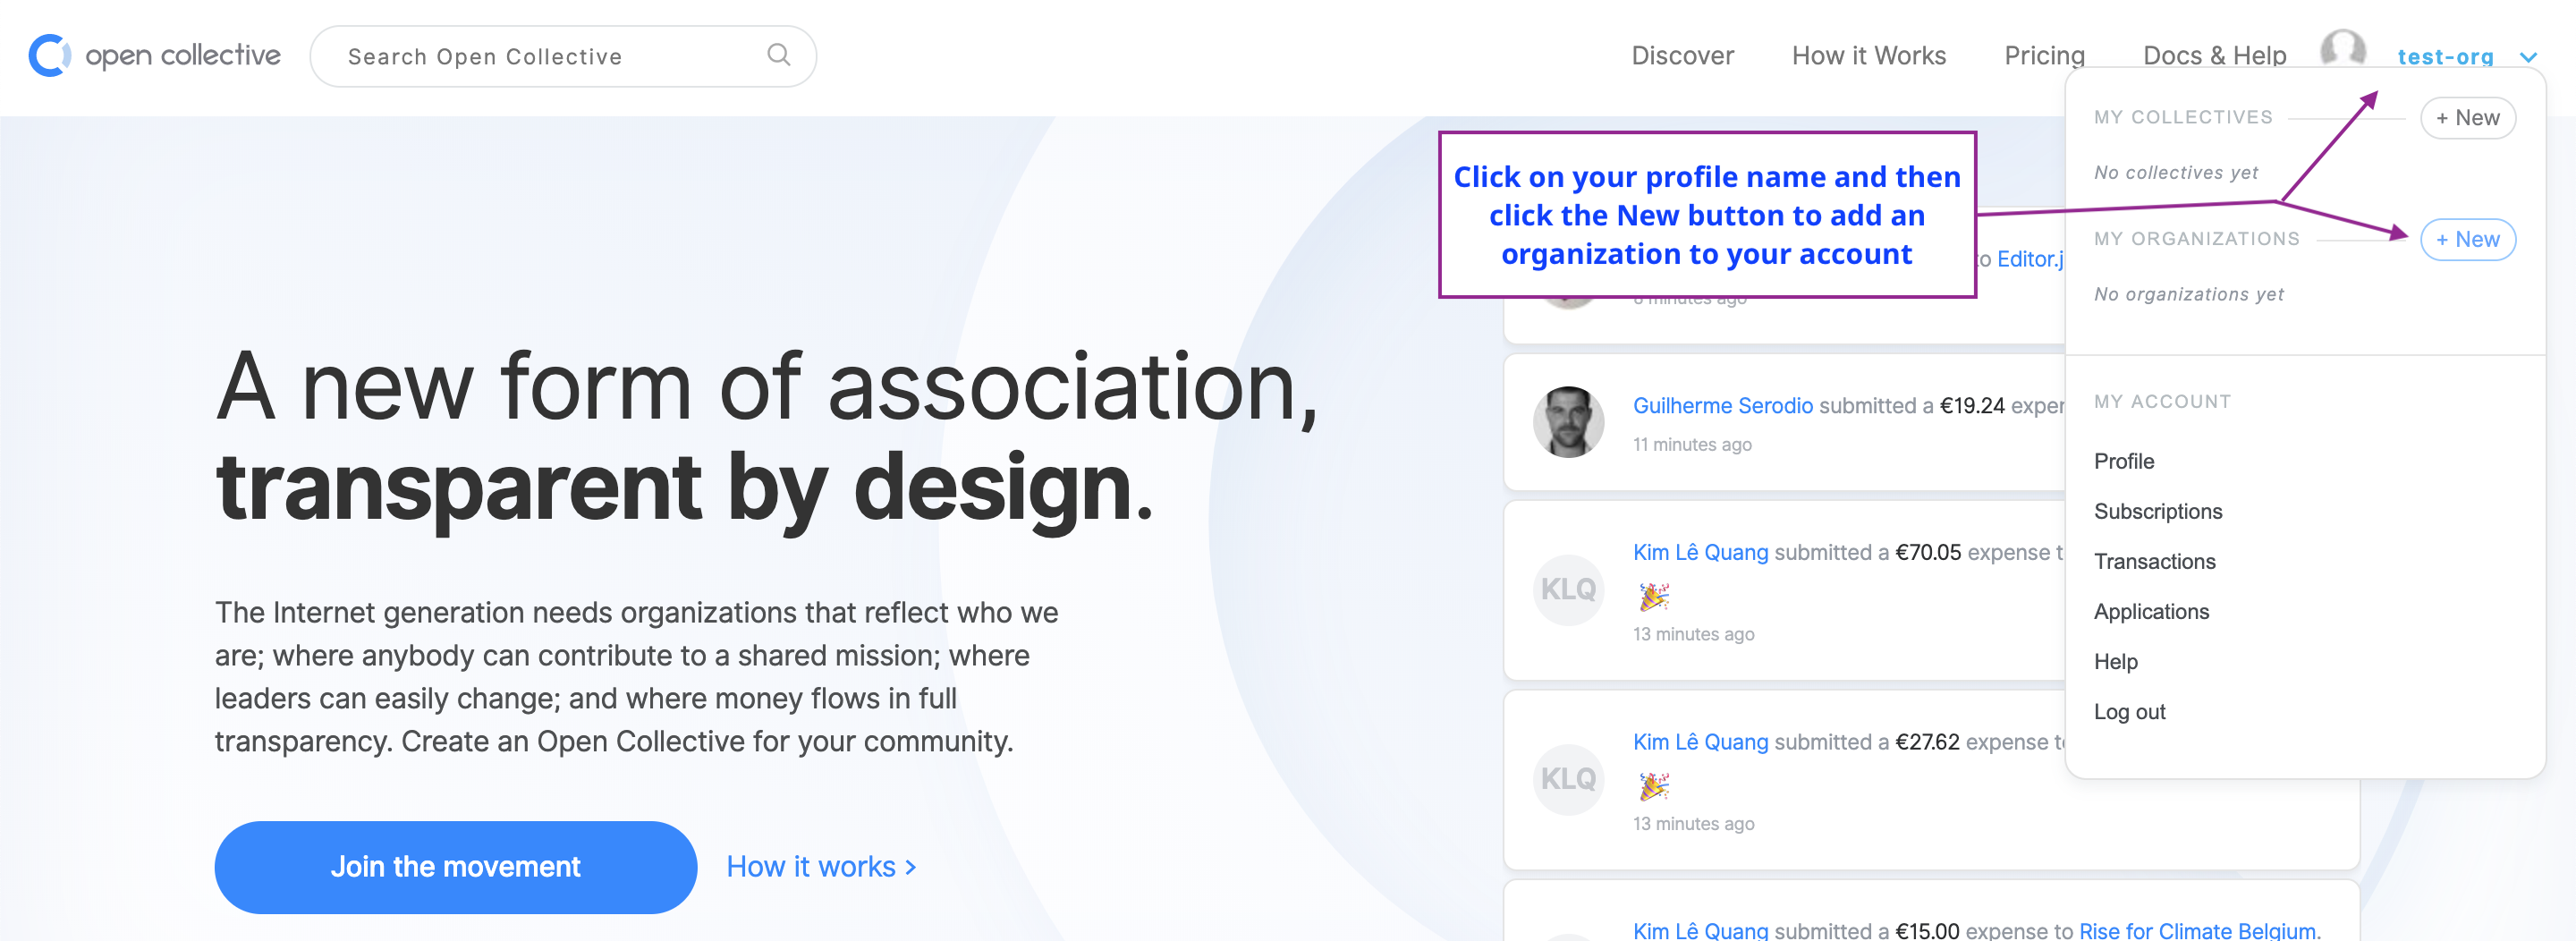 open collective
Search Open Collective
Discover
How it Works
Pricing
Docs & Help
test-org
MY COLLECTIVES
+ New
No collectives yet
MY ORGANIZATIONS
+ New
No organizations yet
MY ACCOUNT
Profile
Subscriptions
Transactions
Applications
Help
Log out
Click on your profile name and then
click the New button to add an
organization to your account
A new form of association,
transparent by design.
The Internet generation needs organizations that reflect who we
are; where anybody can contribute to a shared mission; where
leaders can easily change; and where money flows in full
transparency. Create an Open Collective for your community.
Join the movement
How it works >
to Editor.j
minutes ago
Guilherme Serodio submitted a €19.24 exper
11 minutes ago
KLQ
Kim Lê Quang submitted a €70.05 expense t
13 minutes ago
KLQ
Kim Lê Quang submitted a €27.62 expense to
13 minutes ago
Kim Lê Quang submitted a €15.00 expense to Rise for Climate Belgium.